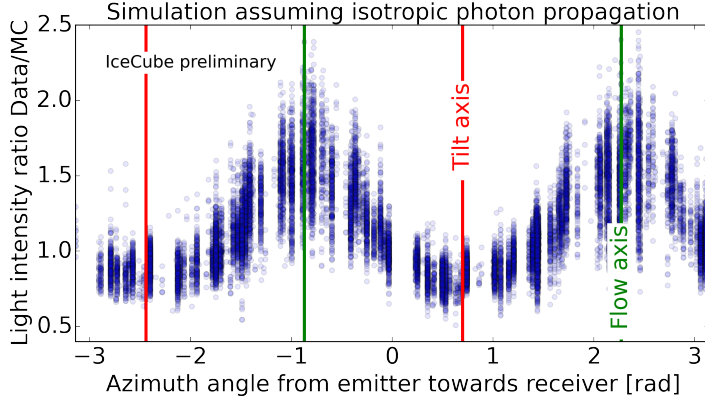 Simulation assuming isotropic photon propagation
IceCube preliminary
Light intensity ratio Data/MC
2.5
2.0
1.5
1.0
0.5
Tilt axis
Flow axis
−3 −2 −1 0 1 2 3
Azimuth angle from emitter towards receiver [rad]